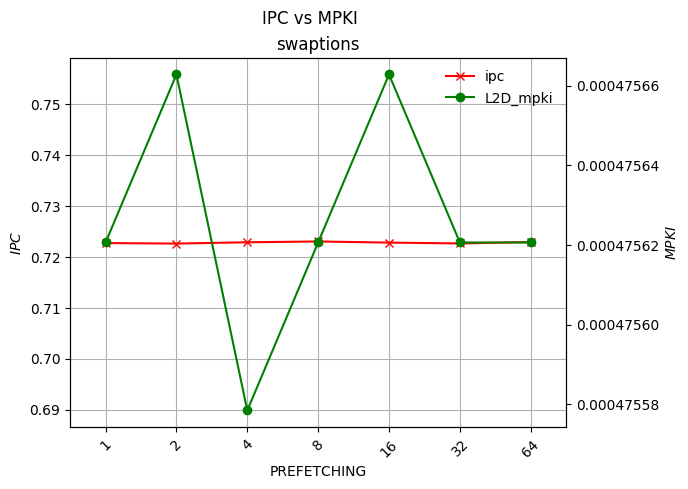 IPC vs MPKI
swaptions
ipc
L2D_mpki
0.75
0.74
0.73
0.72
0.71
0.70
0.69
IPC
0.00047566
0.00047564
0.00047562
0.00047560
0.00047558
MPKI
1
2
4
8
16
32
64
PREFETCHING